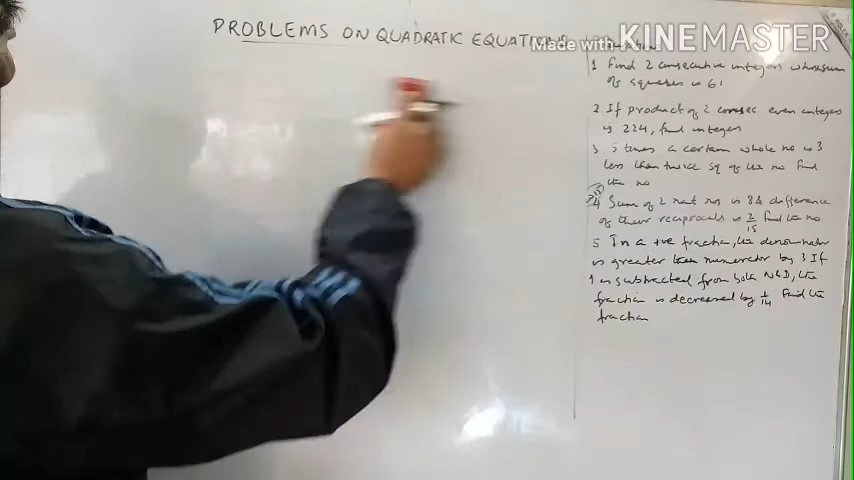 PROBLEMS ON QUADRATIC EQUATIONS
Made with KINEMASTER
1 Find 2 consecutive integers whose sum
of squares is 61
2 If product of 2 consec even integers
is 224, find integers
3 5 times a certain whole no is 3
less than twice sq of the no Find
the no
4 Sum of 2 nat nos is 8 & difference
of their reciprocals is 2/15 Find the no
5 In a +ve fraction, the denominator
is greater than numerator by 3 If
1 is subtracted from both N & D, the
fraction is decreased by 1/14 Find the
fraction